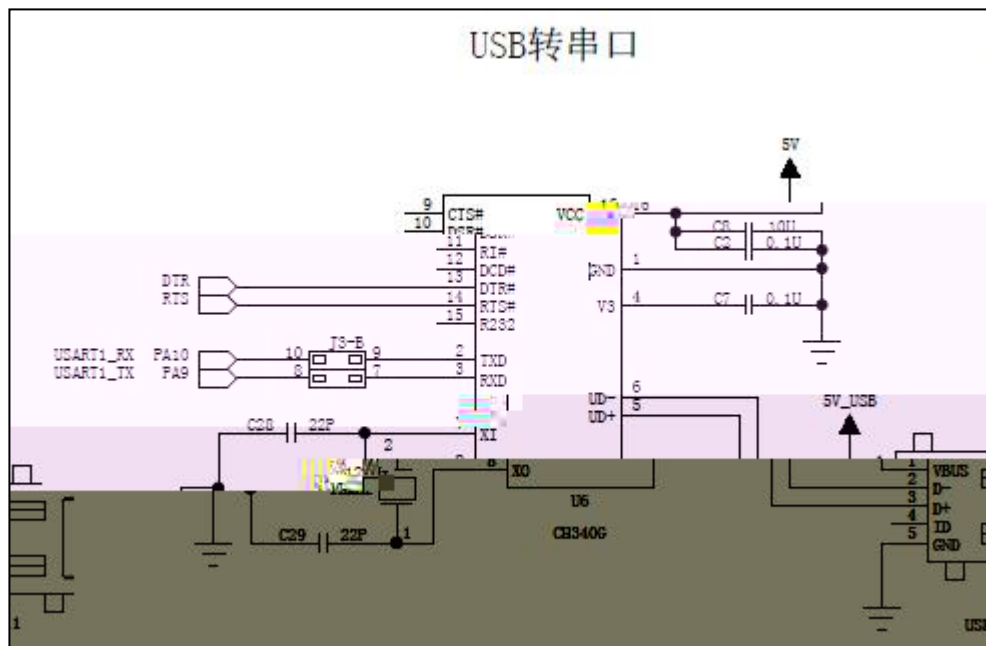 USB转串口
5V
9 CTS# VCC
10
11 RI#
C8 10U
C2 0.1U
12 DCD# GND 1
DTR 13 DTR#
RTS 14 RTS# V3 4 C7 0.1U
15 R232
J3-B
USART1_RX PA10 10 9 2 TXD
USART1_TX PA9 8 7 3 RXD
UD- 6
UD+ 5
5V_USB
C28 22P XI
2
8 XO
1 VBUS
2 D-
3 D+
4 ID
5 GND
U6
CH340G
C29 22P 1
1